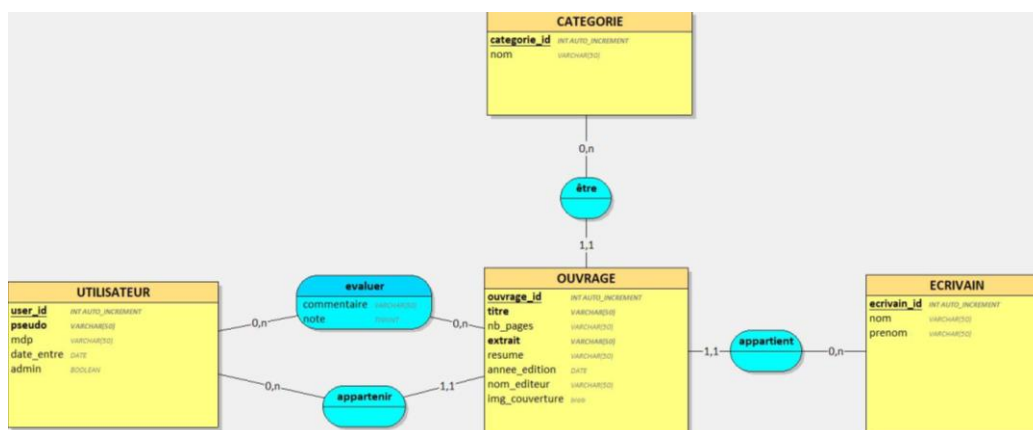 CATEGORIE
categorie_id INT AUTO_INCREMENT
nom VARCHAR(50)
0,n
être
1,1
UTILISATEUR
user_id INT AUTO_INCREMENT
pseudo VARCHAR(50)
mdp VARCHAR(50)
date_entre DATE
admin BOOLEAN
evaluer
commentaire VARCHAR(50)
note
0,n
0,n
0,n
appartenir
1,1
OUVRAGE
ouvrage_id INT AUTO_INCREMENT
titre VARCHAR(50)
nb_pages VARCHAR(50)
extrait VARCHAR(50)
resume VARCHAR(50)
annee_edition DATE
nom_editeur VARCHAR(50)
img_couverture
1,1
appartient
0,n
ECRIVAIN
ecrivain_id INT AUTO_INCREMENT
nom VARCHAR(50)
prenom VARCHAR(50)